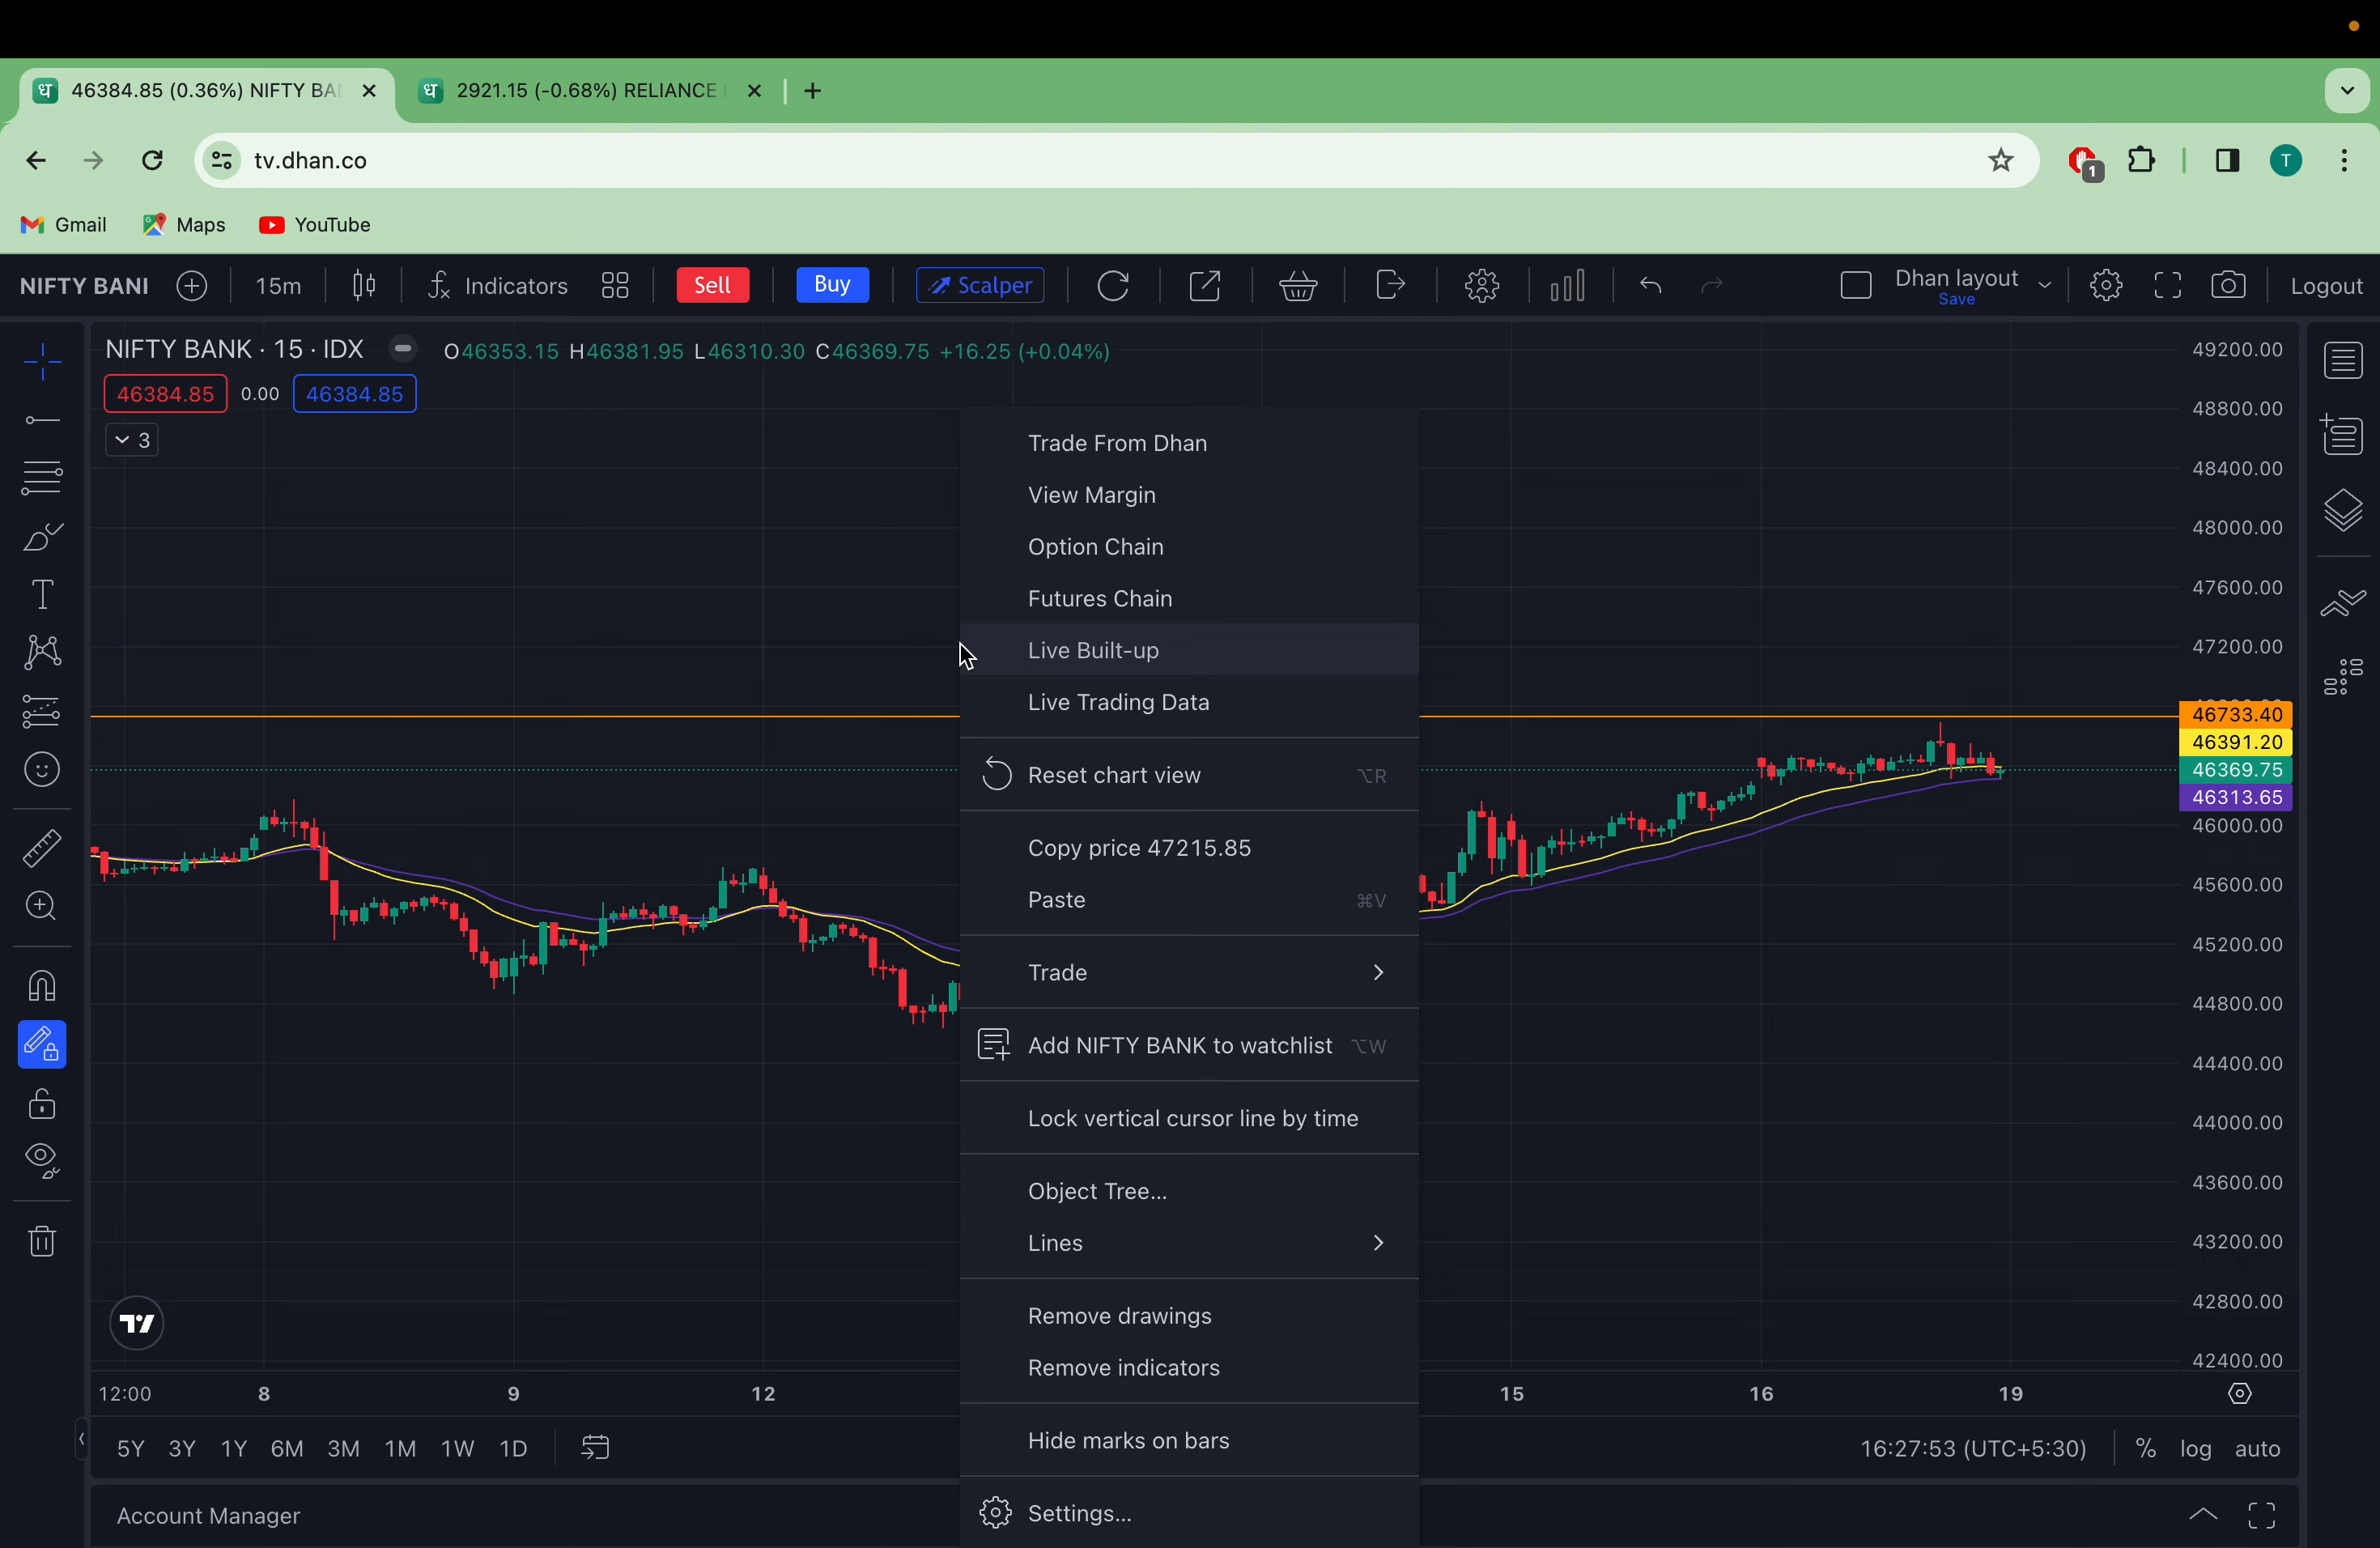 46384.85 (0.36%) NIFTY BA
2921.15 (-0.68%) RELIANCE
tv.dhan.co
1
T
Gmail
Maps
YouTube
NIFTY BANI
15m
Indicators
Sell
Buy
Scalper
Dhan layout
Save
Logout
NIFTY BANK · 15 · IDX
O46353.15 H46381.95 L46310.30 C46369.75 +16.25 (+0.04%)
46384.85 0.00 46384.85
3
Trade From Dhan
View Margin
Option Chain
Futures Chain
Live Built-up
Live Trading Data
Reset chart view ⌥R
Copy price 47215.85
Paste ⌘V
Trade
Add NIFTY BANK to watchlist ⌥W
Lock vertical cursor line by time
Object Tree...
Lines
Remove drawings
Remove indicators
Hide marks on bars
Settings...
49200.00
48800.00
48400.00
48000.00
47600.00
47200.00
46733.40
46391.20
46369.75
46313.65
46000.00
45600.00
45200.00
44800.00
44400.00
44000.00
43600.00
43200.00
42800.00
42400.00
12:00 8 9 12 15 16 19
5Y 3Y 1Y 6M 3M 1M 1W 1D
16:27:53 (UTC+5:30) % log auto
Account Manager